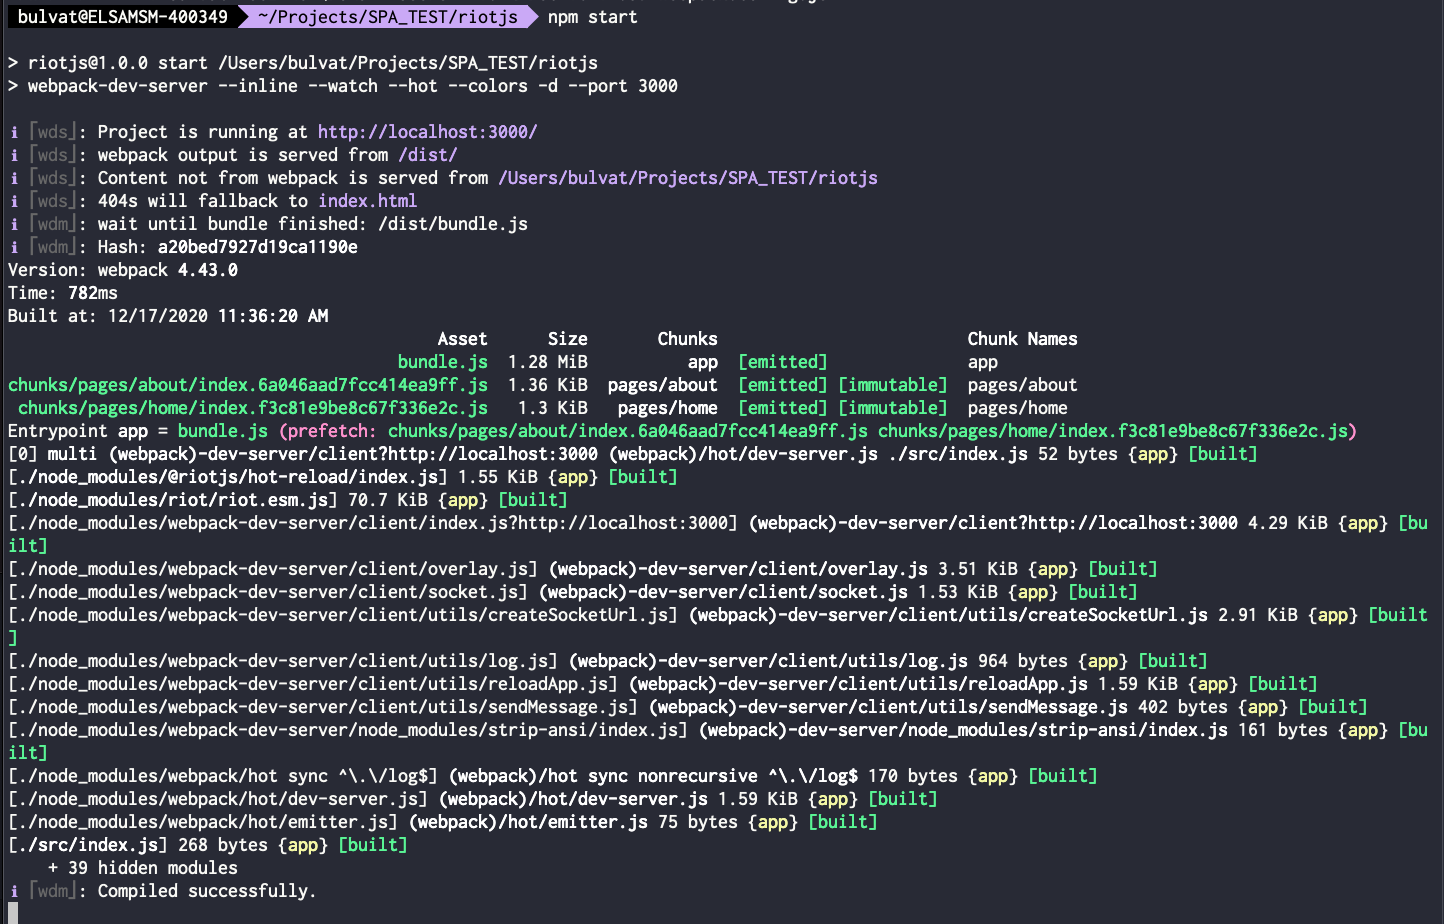 bulvat@ELSAMSM-400349 ~/Projects/SPA_TEST/riotjs npm start
> riotjs@1.0.0 start /Users/bulvat/Projects/SPA_TEST/riotjs
> webpack-dev-server --inline --watch --hot --colors -d --port 3000
ℹ ｢wds｣: Project is running at http://localhost:3000/
ℹ ｢wds｣: webpack output is served from /dist/
ℹ ｢wds｣: Content not from webpack is served from /Users/bulvat/Projects/SPA_TEST/riotjs
ℹ ｢wds｣: 404s will fallback to index.html
ℹ ｢wdm｣: wait until bundle finished: /dist/bundle.js
ℹ ｢wdm｣: Hash: a20bed7927d19ca1190e
Version: webpack 4.43.0
Time: 782ms
Built at: 12/17/2020 11:36:20 AM
Asset Size Chunks Chunk Names
bundle.js 1.28 MiB app [emitted] app
chunks/pages/about/index.6a046aad7fcc414ea9ff.js 1.36 KiB pages/about [emitted] [immutable] pages/about
chunks/pages/home/index.f3c81e9be8c67f336e2c.js 1.3 KiB pages/home [emitted] [immutable] pages/home
Entrypoint app = bundle.js (prefetch: chunks/pages/about/index.6a046aad7fcc414ea9ff.js chunks/pages/home/index.f3c81e9be8c67f336e2c.js)
[0] multi (webpack)-dev-server/client?http://localhost:3000 (webpack)/hot/dev-server.js ./src/index.js 52 bytes {app} [built]
[./node_modules/@riotjs/hot-reload/index.js] 1.55 KiB {app} [built]
[./node_modules/riot/riot.esm.js] 70.7 KiB {app} [built]
[./node_modules/webpack-dev-server/client/index.js?http://localhost:3000] (webpack)-dev-server/client?http://localhost:3000 4.29 KiB {app} [bu
ilt]
[./node_modules/webpack-dev-server/client/overlay.js] (webpack)-dev-server/client/overlay.js 3.51 KiB {app} [built]
[./node_modules/webpack-dev-server/client/socket.js] (webpack)-dev-server/client/socket.js 1.53 KiB {app} [built]
[./node_modules/webpack-dev-server/client/utils/createSocketUrl.js] (webpack)-dev-server/client/utils/createSocketUrl.js 2.91 KiB {app} [built
]
[./node_modules/webpack-dev-server/client/utils/log.js] (webpack)-dev-server/client/utils/log.js 964 bytes {app} [built]
[./node_modules/webpack-dev-server/client/utils/reloadApp.js] (webpack)-dev-server/client/utils/reloadApp.js 1.59 KiB {app} [built]
[./node_modules/webpack-dev-server/client/utils/sendMessage.js] (webpack)-dev-server/client/utils/sendMessage.js 402 bytes {app} [built]
[./node_modules/webpack-dev-server/node_modules/strip-ansi/index.js] (webpack)-dev-server/node_modules/strip-ansi/index.js 161 bytes {app} [bu
ilt]
[./node_modules/webpack/hot sync ^\.\/log$] (webpack)/hot sync nonrecursive ^\.\/log$ 170 bytes {app} [built]
[./node_modules/webpack/hot/dev-server.js] (webpack)/hot/dev-server.js 1.59 KiB {app} [built]
[./node_modules/webpack/hot/emitter.js] (webpack)/hot/emitter.js 75 bytes {app} [built]
[./src/index.js] 268 bytes {app} [built]
+ 39 hidden modules
ℹ ｢wdm｣: Compiled successfully.